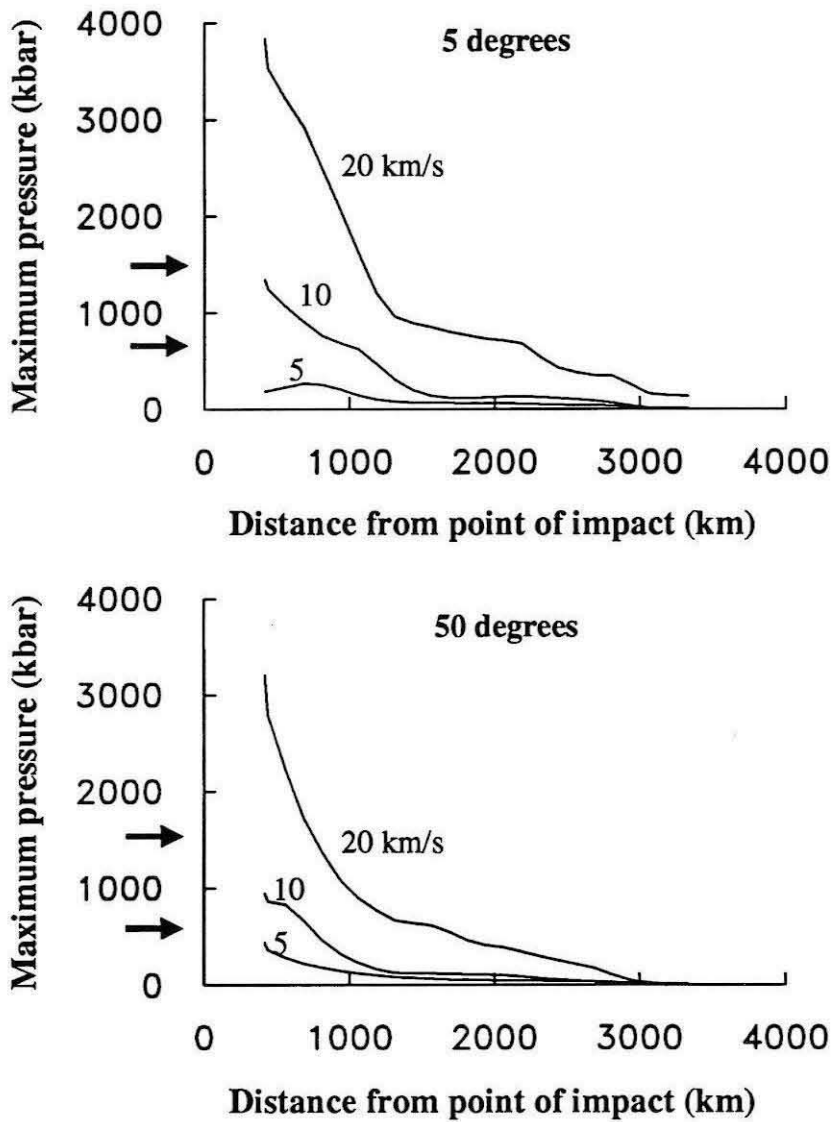 5 degrees
Maximum pressure (kbar)
4000
3000
2000
1000
0
20 km/s
10
5
0 1000 2000 3000 4000
Distance from point of impact (km)
50 degrees
Maximum pressure (kbar)
4000
3000
2000
1000
0
20 km/s
10
5
0 1000 2000 3000 4000
Distance from point of impact (km)